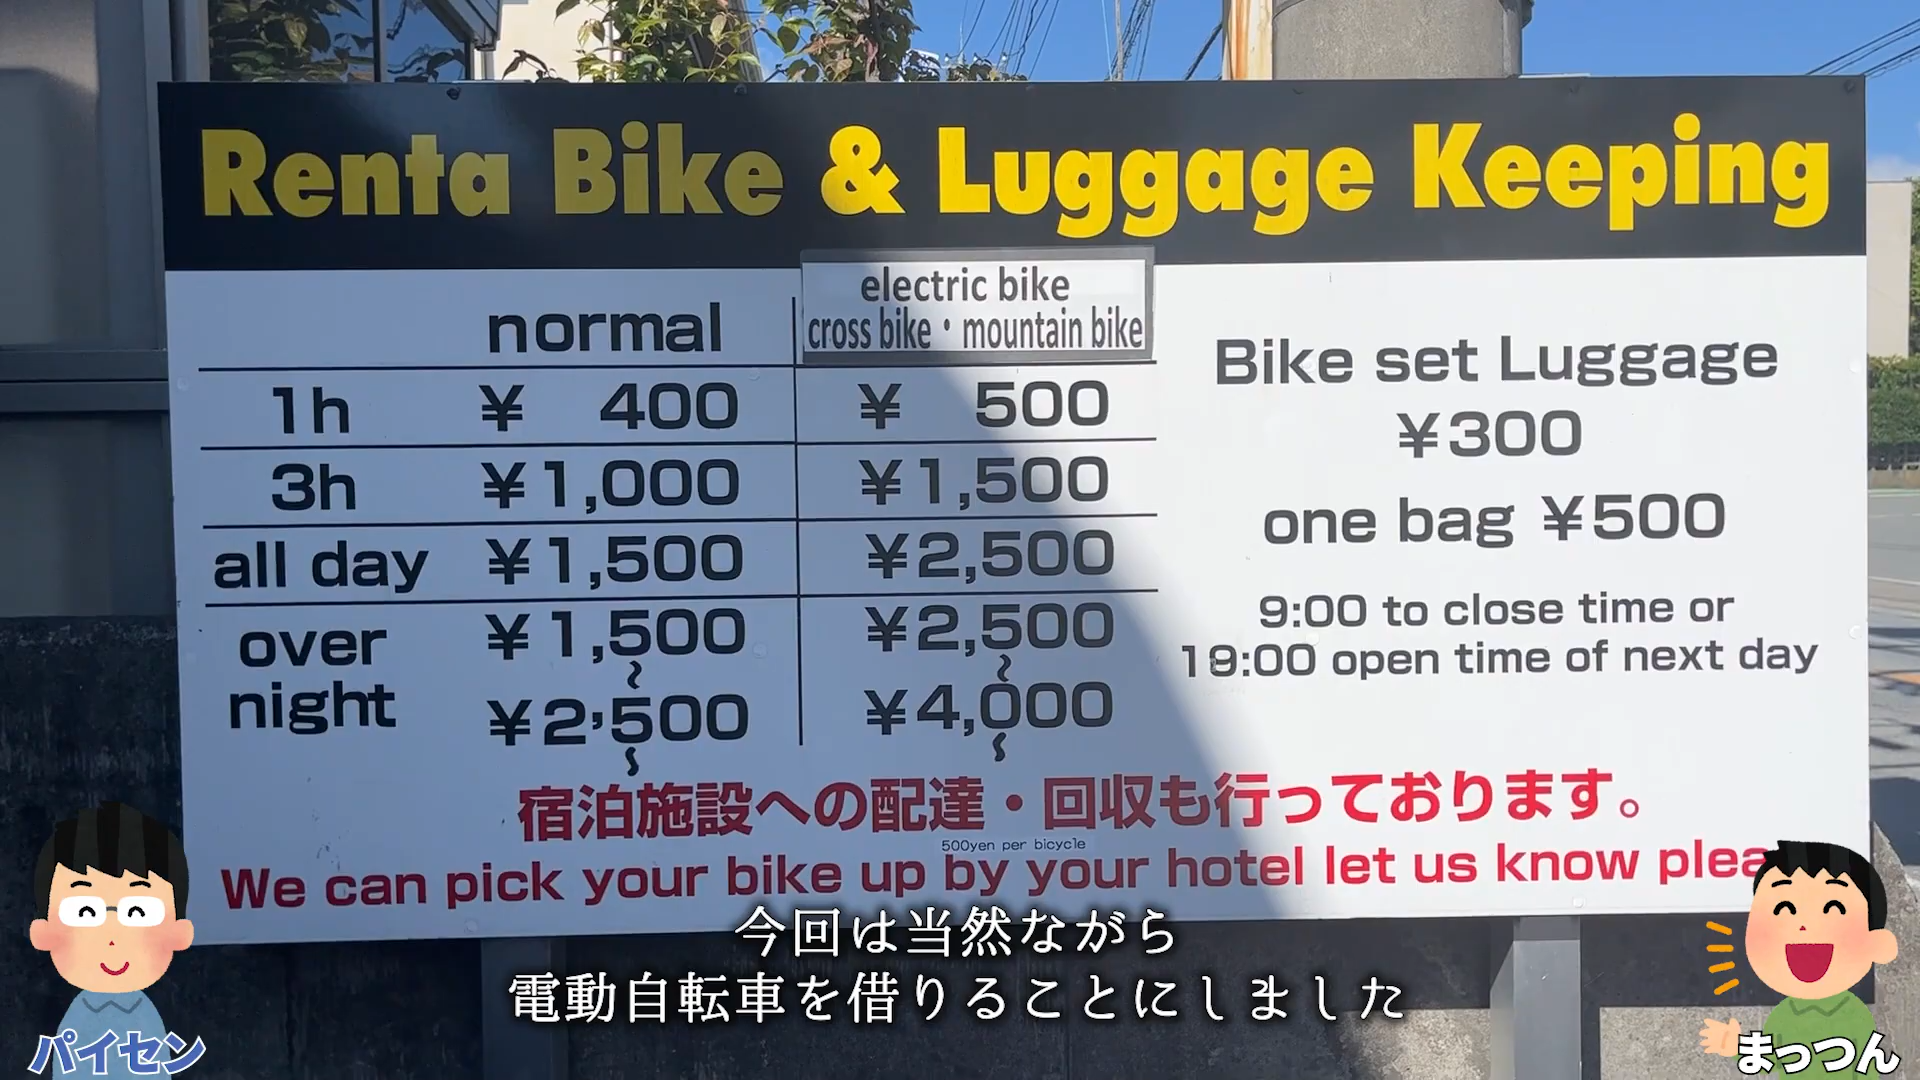 Renta Bike & Luggage Keeping
normal
electric bike
cross bike・mountain bike
1h ¥ 400 ¥ 500
3h ¥1,000 ¥1,500
all day ¥1,500 ¥2,500
over night
¥1,500 ¥2,500
~ ~
¥2,500 ¥4,000
~ ~
Bike set Luggage
¥300
one bag ¥500
9:00 to close time or
19:00 open time of next day
宿泊施設への配達・回収も行っております。
500yen per bicycle
We can pick your bike up by your hotel let us know plea
今回は当然ながら
電動自転車を借りることにしました
パイセン
まっつん